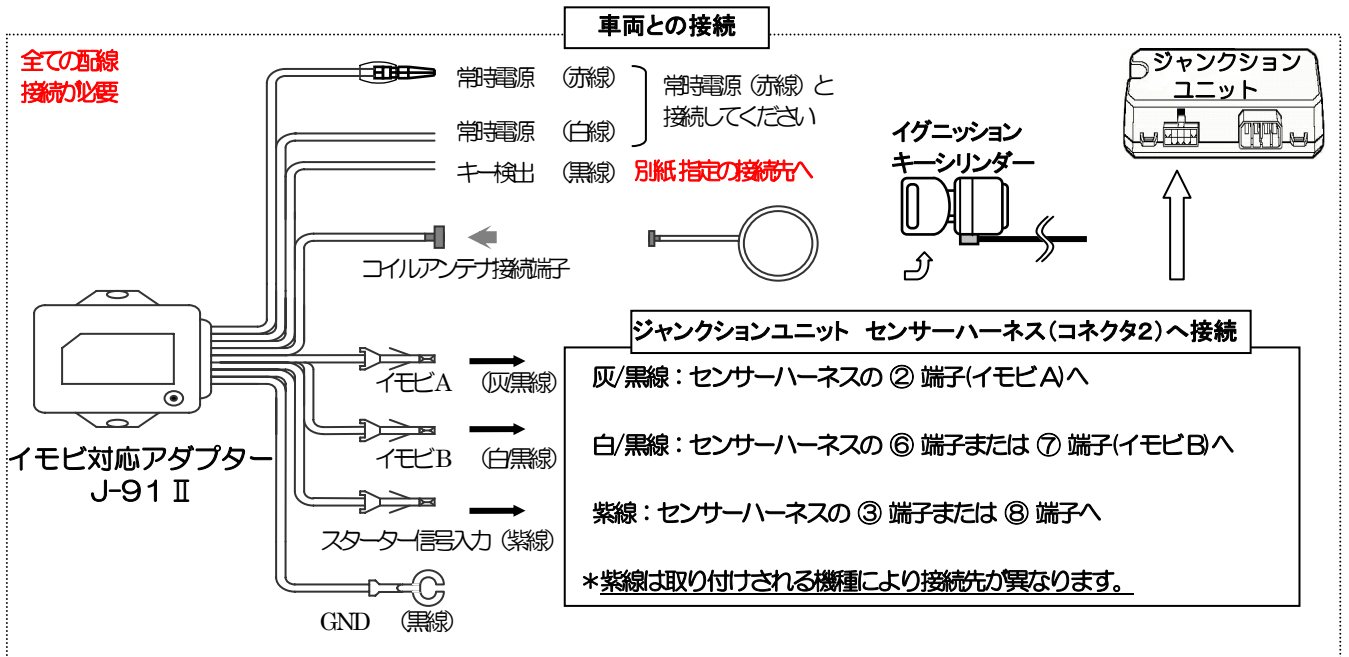 車両との接続
全ての配線
接続が必要
常時電源 (赤線)
常時電源 (白線)
常時電源 (赤線) と
接続してください
キー検出 (黒線) 別紙 指定の接続先へ
コイルアンテナ接続端子
イグニッション
キーシリンダー
ジャンクション
ユニット
イモビ対応アダプター
J-91Ⅱ
イモビA (灰黒線)
イモビB (白黒線)
スターター信号入力 (紫線)
GND (黒線)
ジャンクションユニット センサーハーネス(コネクタ2)へ接続
灰/黒線:センサーハーネスの ② 端子(イモビA)へ
白/黒線:センサーハーネスの ⑥ 端子または ⑦ 端子(イモビB)へ
紫線:センサーハーネスの ③ 端子または ⑧ 端子へ
*紫線は取り付けされる機種により接続先が異なります。